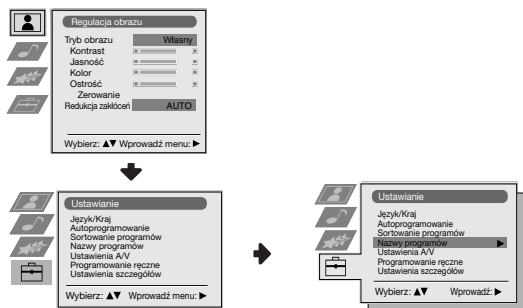 Regulacja obrazu
Tryb obrazu Własny
Kontrast
Jasność
Kolor
Ostrość
Zerowanie
Redukcja zakłóceń AUTO
Wybierz: ▲▼ Wprowadź menu: ►
Ustawianie
Język/Kraj
Autoprogramowanie
Sortowanie programów
Nazwy programów
Ustawienia A/V
Programowanie ręczne
Ustawienia szczegółów
Wybierz: ▲▼ Wprowadź menu: ►
Ustawianie
Język/Kraj
Autoprogramowanie
Sortowanie programów
Nazwy programów ►
Ustawienia A/V
Programowanie ręczne
Ustawienia szczegółów
Wybierz: ▲▼ Wprowadź: ►